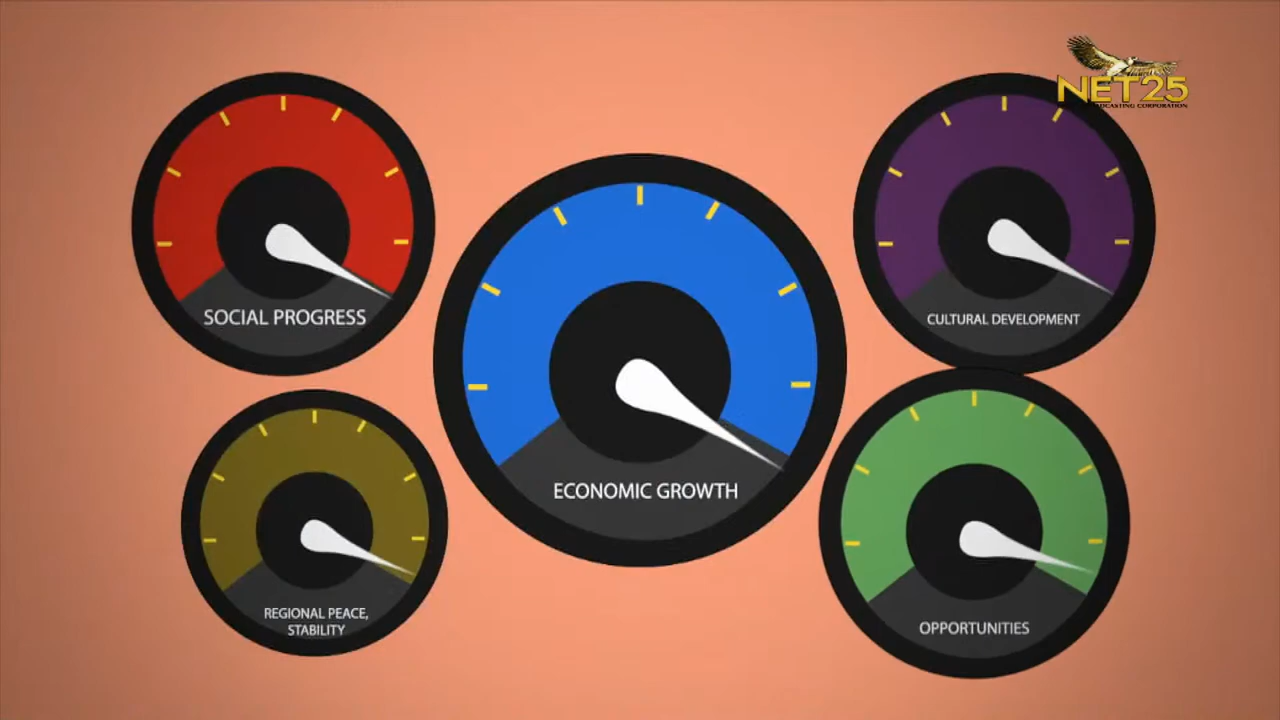 NET25
SOCIAL PROGRESS
CULTURAL DEVELOPMENT
ECONOMIC GROWTH
REGIONAL PEACE,
STABILITY
OPPORTUNITIES